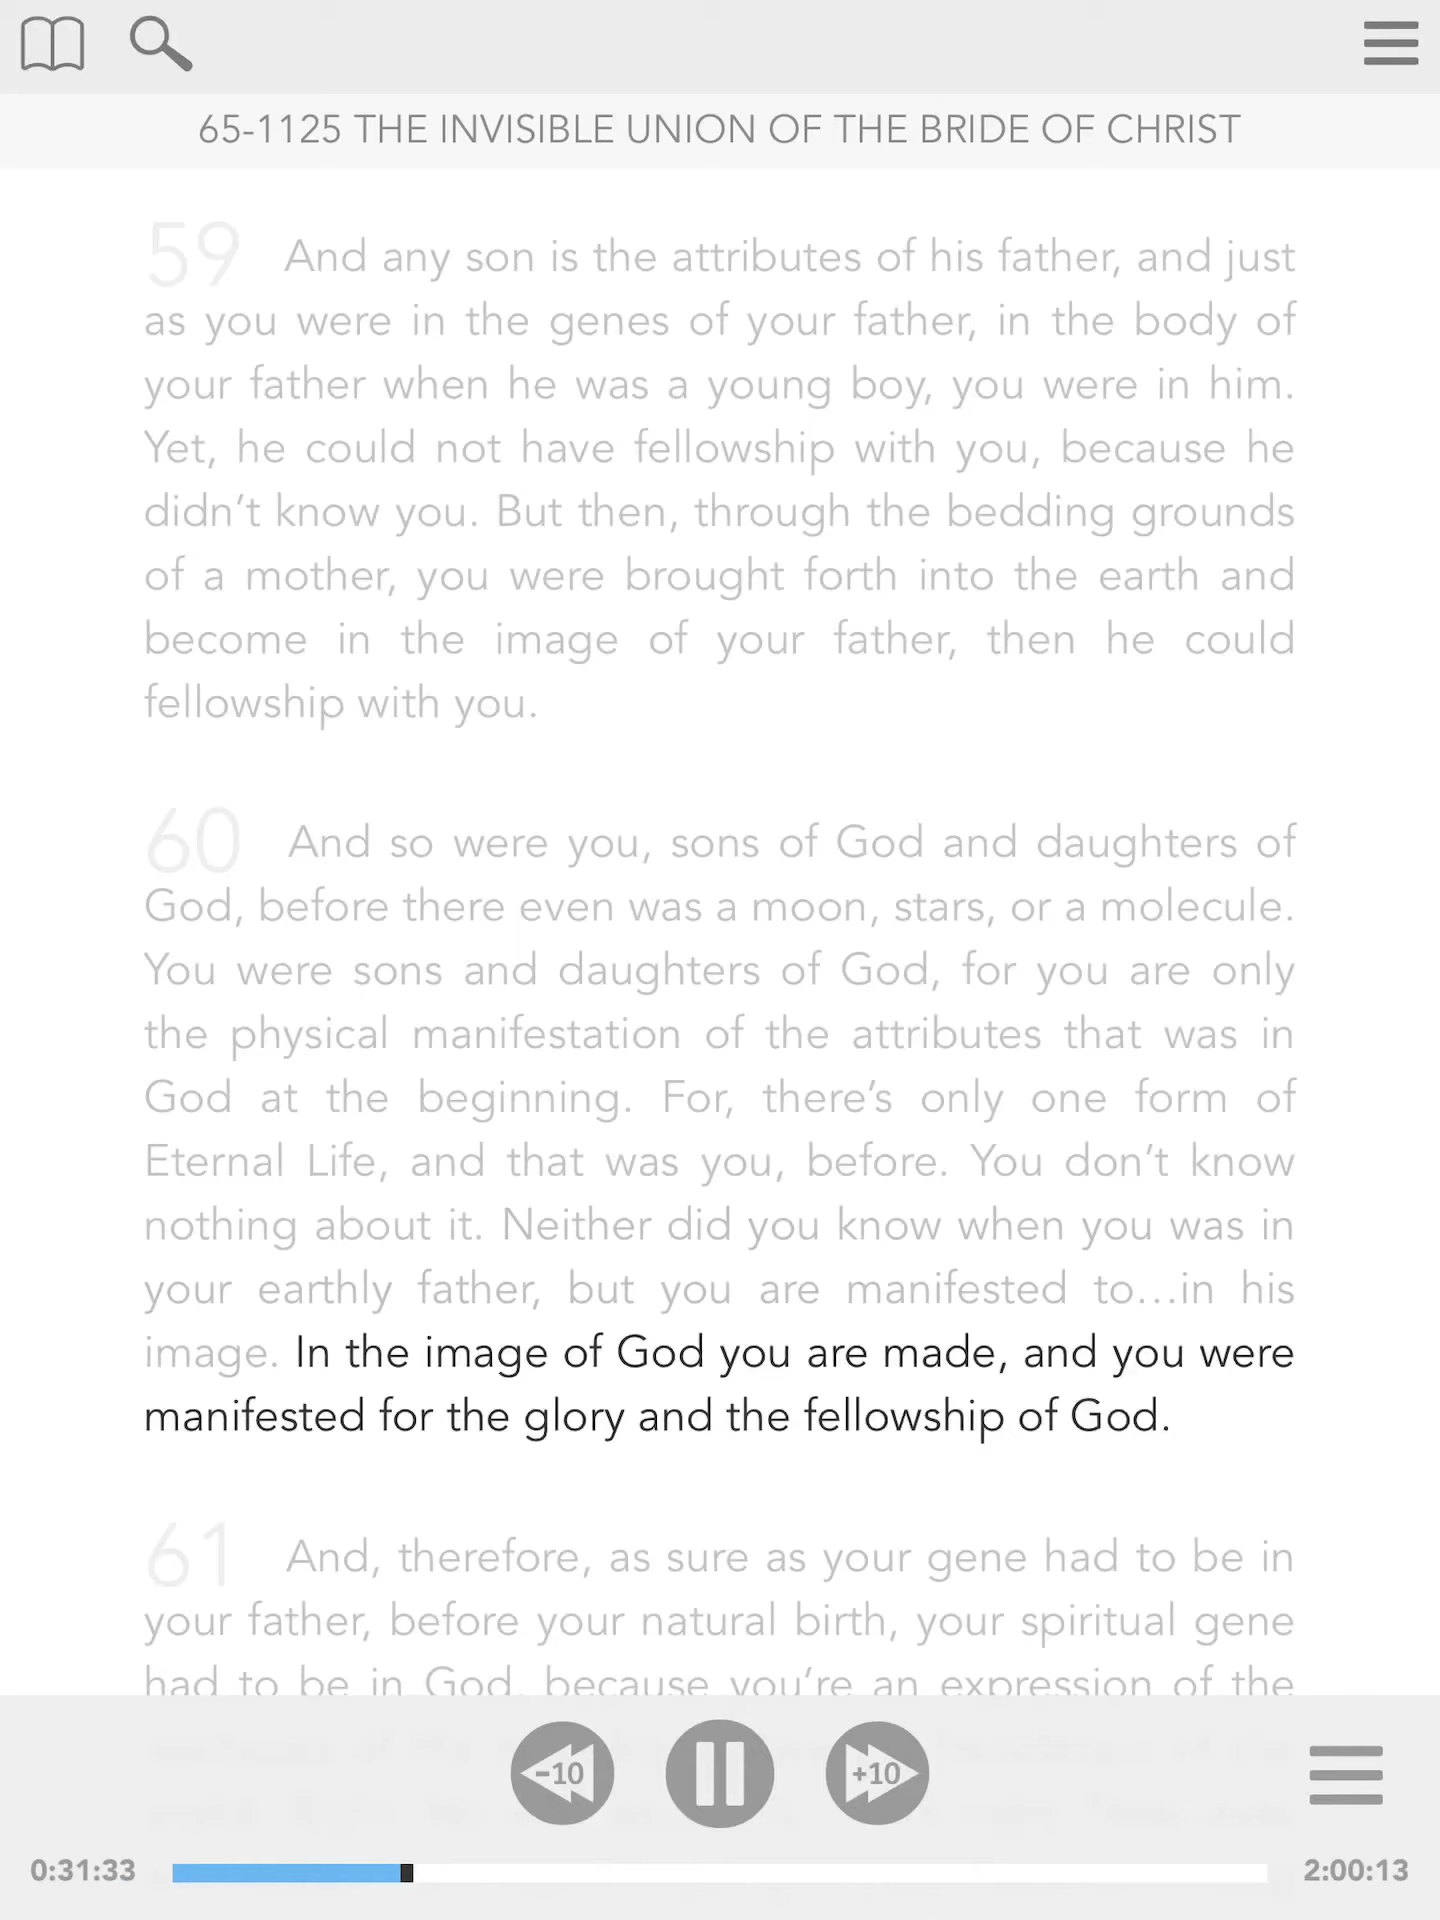 65-1125 THE INVISIBLE UNION OF THE BRIDE OF CHRIST
59 And any son is the attributes of his father, and just
as you were in the genes of your father, in the body of
your father when he was a young boy, you were in him.
Yet, he could not have fellowship with you, because he
didn’t know you. But then, through the bedding grounds
of a mother, you were brought forth into the earth and
become in the image of your father, then he could
fellowship with you.
60 And so were you, sons of God and daughters of
God, before there even was a moon, stars, or a molecule.
You were sons and daughters of God, for you are only
the physical manifestation of the attributes that was in
God at the beginning. For, there’s only one form of
Eternal Life, and that was you, before. You don’t know
nothing about it. Neither did you know when you was in
your earthly father, but you are manifested to…in his
image. In the image of God you are made, and you were
manifested for the glory and the fellowship of God.
61 And, therefore, as sure as your gene had to be in
your father, before your natural birth, your spiritual gene
had to be in God, because you’re an expression of the
-10 +10
0:31:33 2:00:13